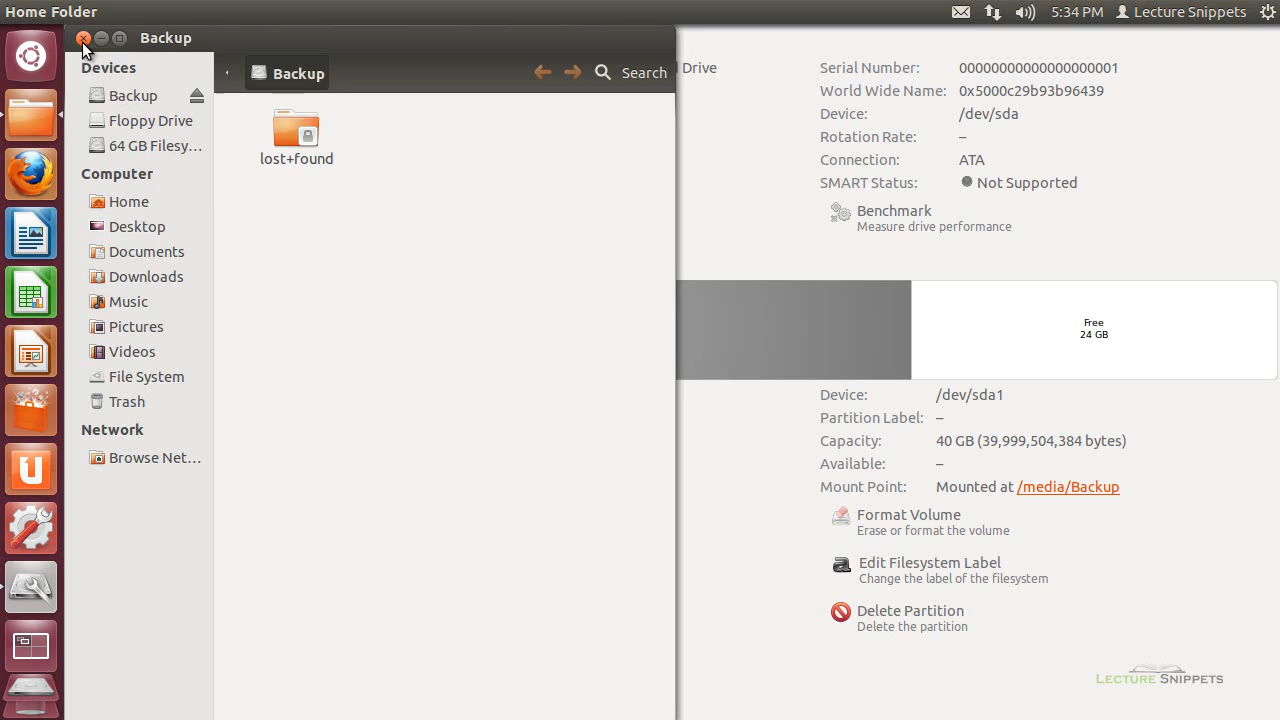 Home Folder
5:34 PM
Lecture Snippets
Backup
Devices
Backup
Floppy Drive
64 GB Filesy...
Computer
Home
Desktop
Documents
Downloads
Music
Pictures
Videos
File System
Trash
Network
Browse Net...
Backup
Search
lost+found
Drive
Serial Number: 00000000000000000001
World Wide Name: 0x5000c29b93b96439
Device: /dev/sda
Rotation Rate: –
Connection: ATA
SMART Status: Not Supported
Benchmark
Measure drive performance
Free
24 GB
Device: /dev/sda1
Partition Label: –
Capacity: 40 GB (39,999,504,384 bytes)
Available: –
Mount Point: Mounted at /media/Backup
Format Volume
Erase or format the volume
Edit Filesystem Label
Change the label of the filesystem
Delete Partition
Delete the partition
LECTURE SNIPPETS